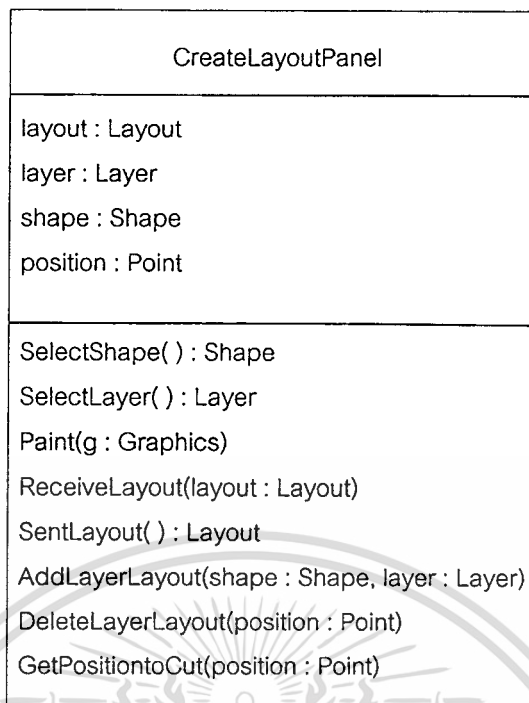 CreateLayoutPanel
layout : Layout
layer : Layer
shape : Shape
position : Point
SelectShape( ) : Shape
SelectLayer( ) : Layer
Paint(g : Graphics)
ReceiveLayout(layout : Layout)
SentLayout( ) : Layout
AddLayerLayout(shape : Shape, layer : Layer)
DeleteLayerLayout(position : Point)
GetPositiontoCut(position : Point)